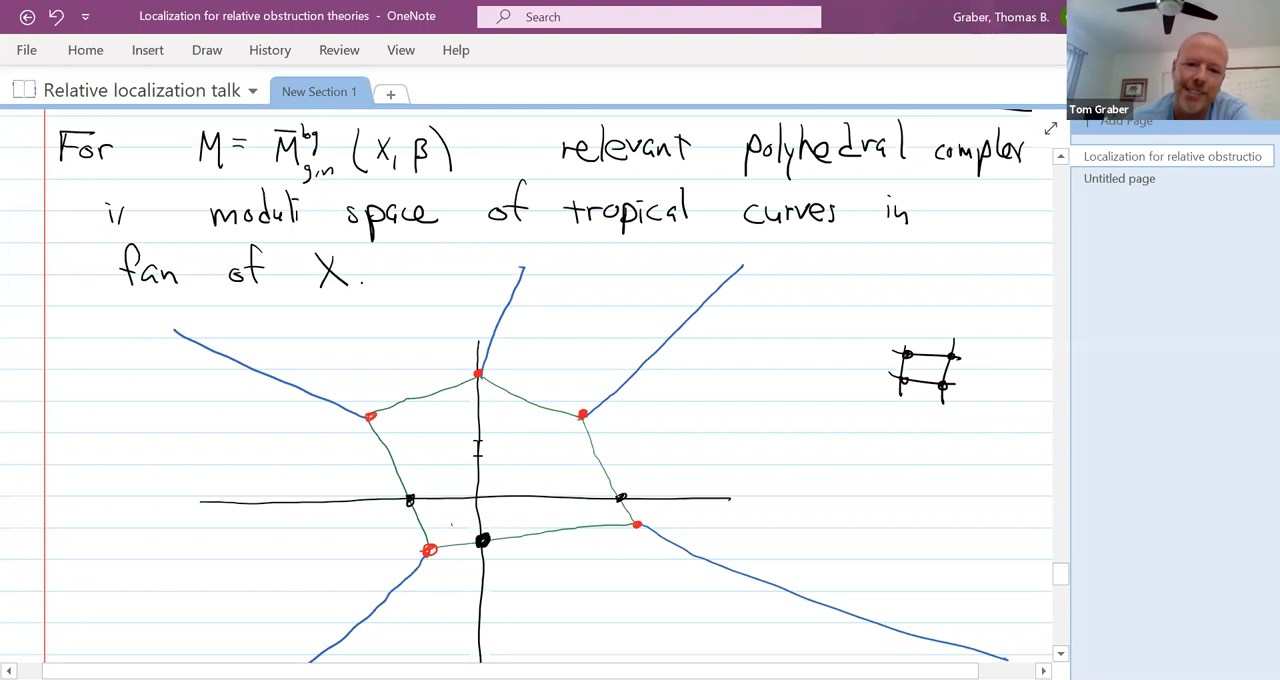 Localization for relative obstruction theories - OneNote
Search
Graber, Thomas B.
File Home Insert Draw History Review View Help
Relative localization talk
New Section 1
Tom Graber
Add Page
Localization for relative obstructio
Untitled page
For M = M̄^{log}_{g,n} (X, β) relevant polyhedral complex
is moduli space of tropical curves in
fan of X.